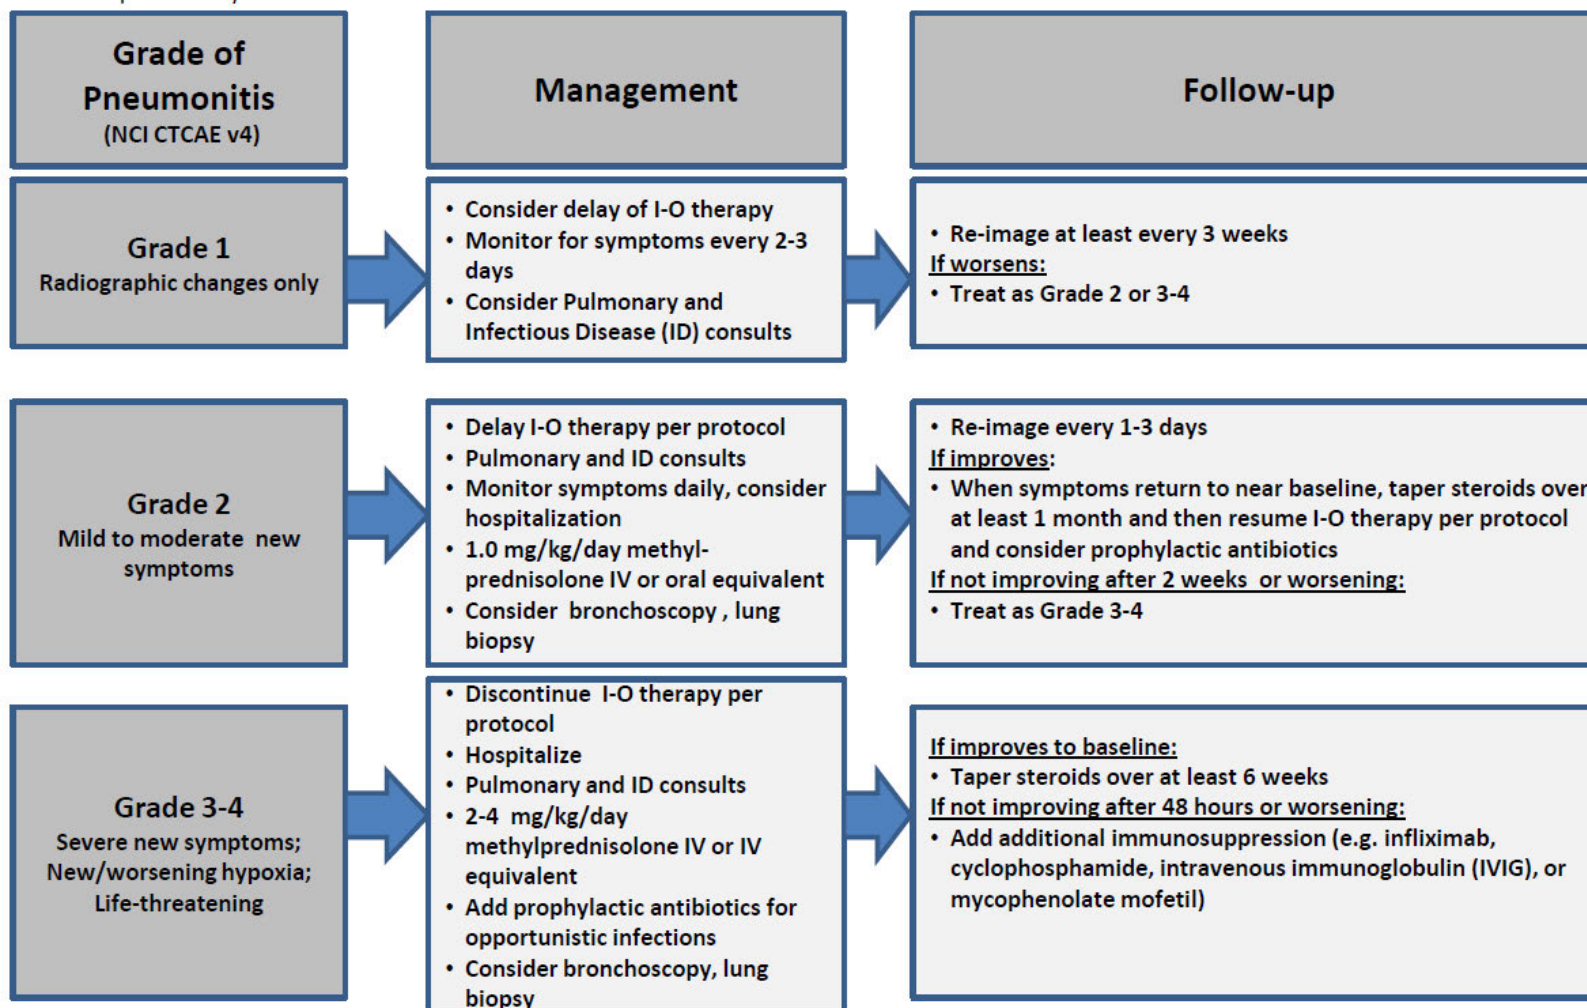 Grade of
Pneumonitis
(NCI CTCAE v4)
Management
Follow-up
Grade 1
Radiographic changes only
• Consider delay of I-O therapy
• Monitor for symptoms every 2-3
days
• Consider Pulmonary and
Infectious Disease (ID) consults
• Re-image at least every 3 weeks
If worsens:
• Treat as Grade 2 or 3-4
Grade 2
Mild to moderate new
symptoms
• Delay I-O therapy per protocol
• Pulmonary and ID consults
• Monitor symptoms daily, consider
hospitalization
• 1.0 mg/kg/day methyl-
prednisolone IV or oral equivalent
• Consider bronchoscopy , lung
biopsy
• Re-image every 1-3 days
If improves:
• When symptoms return to near baseline, taper steroids over
at least 1 month and then resume I-O therapy per protocol
and consider prophylactic antibiotics
If not improving after 2 weeks or worsening:
• Treat as Grade 3-4
Grade 3-4
Severe new symptoms;
New/worsening hypoxia;
Life-threatening
• Discontinue I-O therapy per
protocol
• Hospitalize
• Pulmonary and ID consults
• 2-4 mg/kg/day
methylprednisolone IV or IV
equivalent
• Add prophylactic antibiotics for
opportunistic infections
• Consider bronchoscopy, lung
biopsy
If improves to baseline:
• Taper steroids over at least 6 weeks
If not improving after 48 hours or worsening:
• Add additional immunosuppression (e.g. infliximab,
cyclophosphamide, intravenous immunoglobulin (IVIG), or
mycophenolate mofetil)